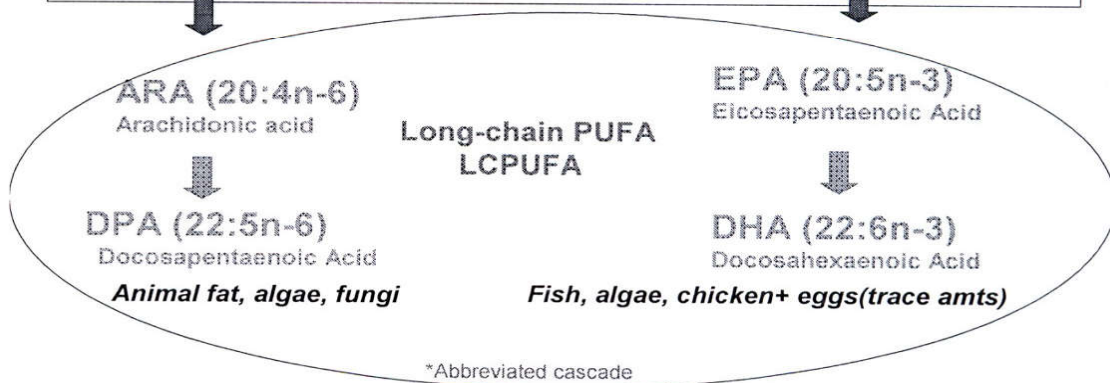 ARA (20:4n-6)
Arachidonic acid
EPA (20:5n-3)
Eicosapentaenoic Acid
Long-chain PUFA
LCPUFA
DPA (22:5n-6)
Docosapentaenoic Acid
Animal fat, algae, fungi
DHA (22:6n-3)
Docosahexaenoic Acid
Fish, algae, chicken+ eggs(trace amts)
*Abbreviated cascade